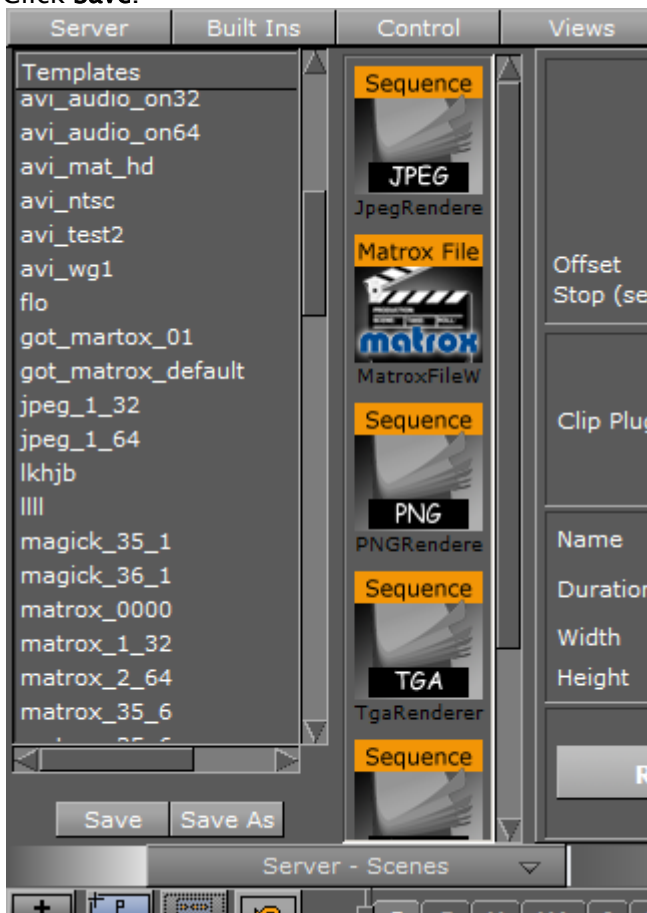 Click Save.
Server
Built Ins
Control
Views
Templates
avi_audio_on32
avi_audio_on64
avi_mat_hd
avi_ntsc
avi_test2
avi_wg1
flo
got_martox_01
got_matrox_default
jpeg_1_32
jpeg_1_64
lkhjb
llll
magick_35_1
magick_36_1
matrox_0000
matrox_1_32
matrox_2_64
matrox_35_6
Save
Save As
Sequence
JPEG
JpegRendere
Matrox File
matrox
MatroxFileW
Sequence
PNG
PNGRendere
Sequence
TGA
TgaRenderer
Sequence
Offset
Stop (se
Clip Plug
Name
Duration
Width
Height
R
Server - Scenes
P